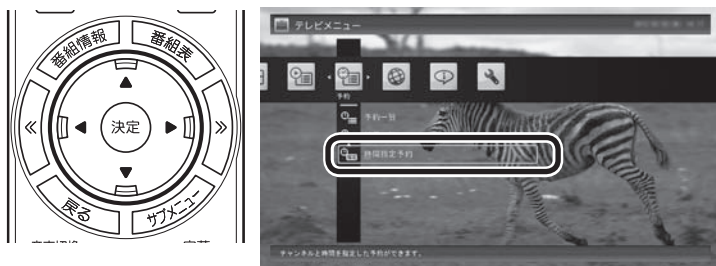 番組情報
番組表
決定
戻る
サブメニュー
テレビメニュー
予約
予約一覧
時間指定予約
チャンネルと時間を指定した予約ができます。